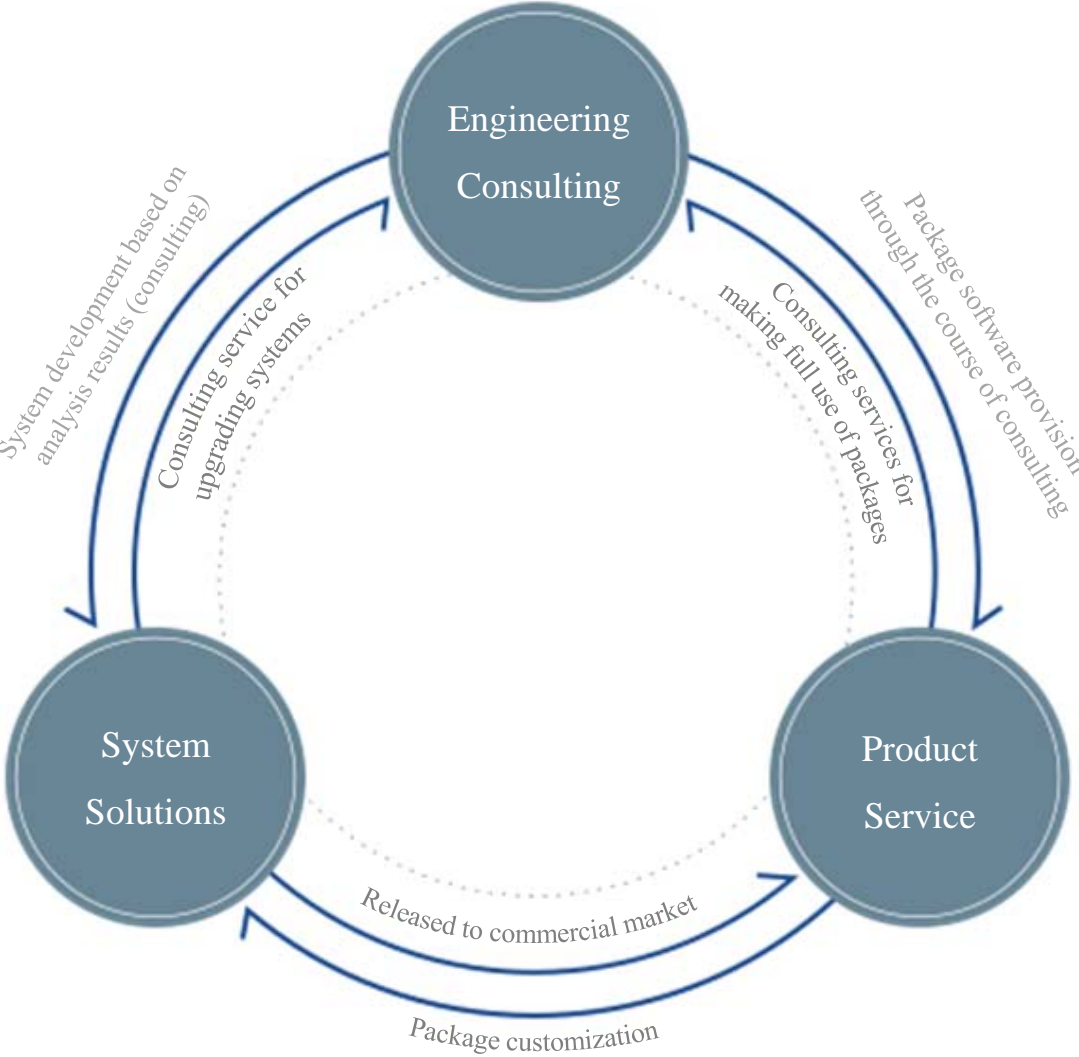 Engineering
Consulting
System development based on
analysis results (consulting)
Consulting service for
upgrading systems
Package software provision
through the course of consulting
Consulting services for
making full use of packages
System
Solutions
Product
Service
Released to commercial market
Package customization